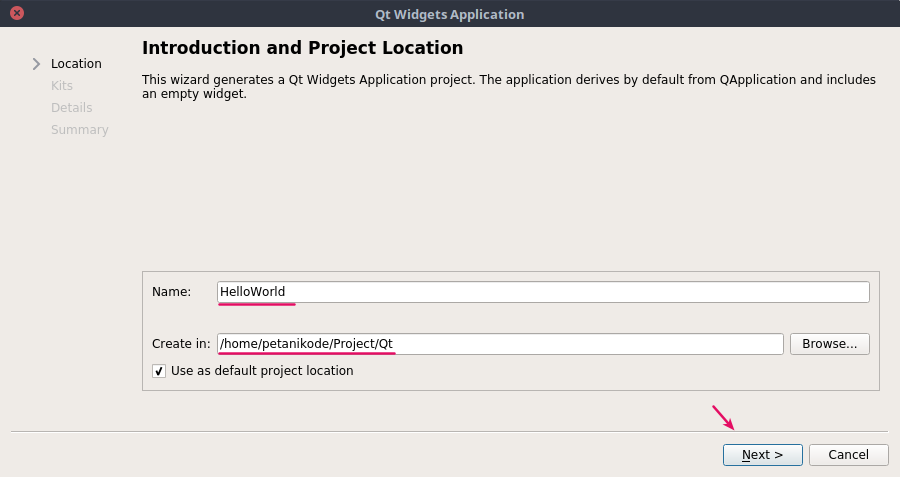 Qt Widgets Application
Location
Kits
Details
Summary
Introduction and Project Location
This wizard generates a Qt Widgets Application project. The application derives by default from QApplication and includes
an empty widget.
Name: HelloWorld
Create in: /home/petanikode/Project/Qt Browse...
Use as default project location
Next > Cancel